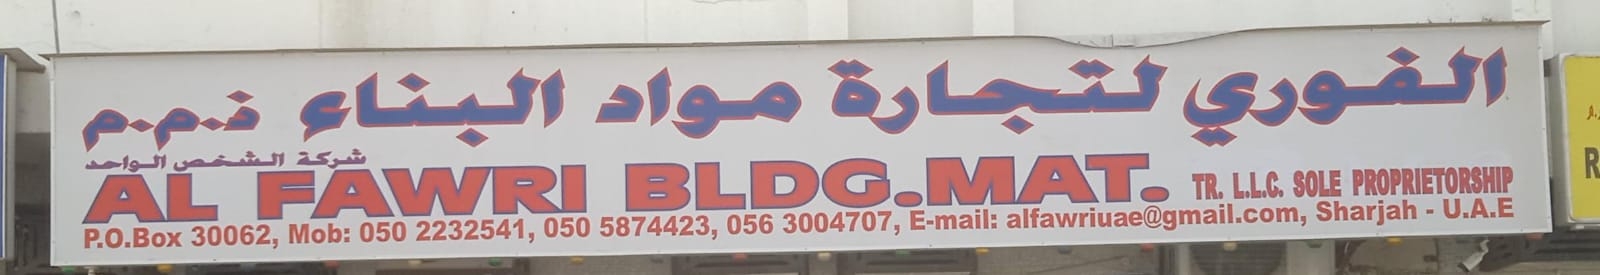 الفوري لتجارة مواد البناء ذ.م.م
شركة الشخص الواحد
AL FAWRI BLDG.MAT. TR. L.L.C. SOLE PROPRIETORSHIP
P.O.Box 30062, Mob: 050 2232541, 050 5874423, 056 3004707, E-mail: alfawriuae@gmail.com, Sharjah - U.A.E